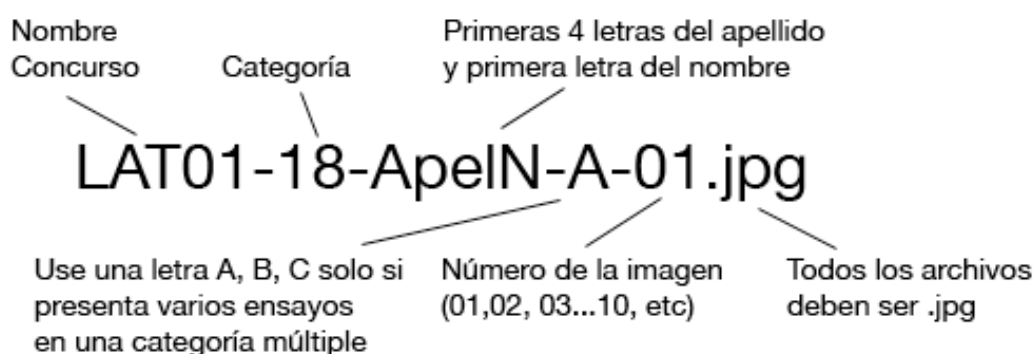 Nombre
Concurso
Categoría
Primeras 4 letras del apellido
y primera letra del nombre
LAT01-18-ApelN-A-01.jpg
Use una letra A, B, C solo si
presenta varios ensayos
en una categoría múltiple
Número de la imagen
(01,02, 03...10, etc)
Todos los archivos
deben ser .jpg